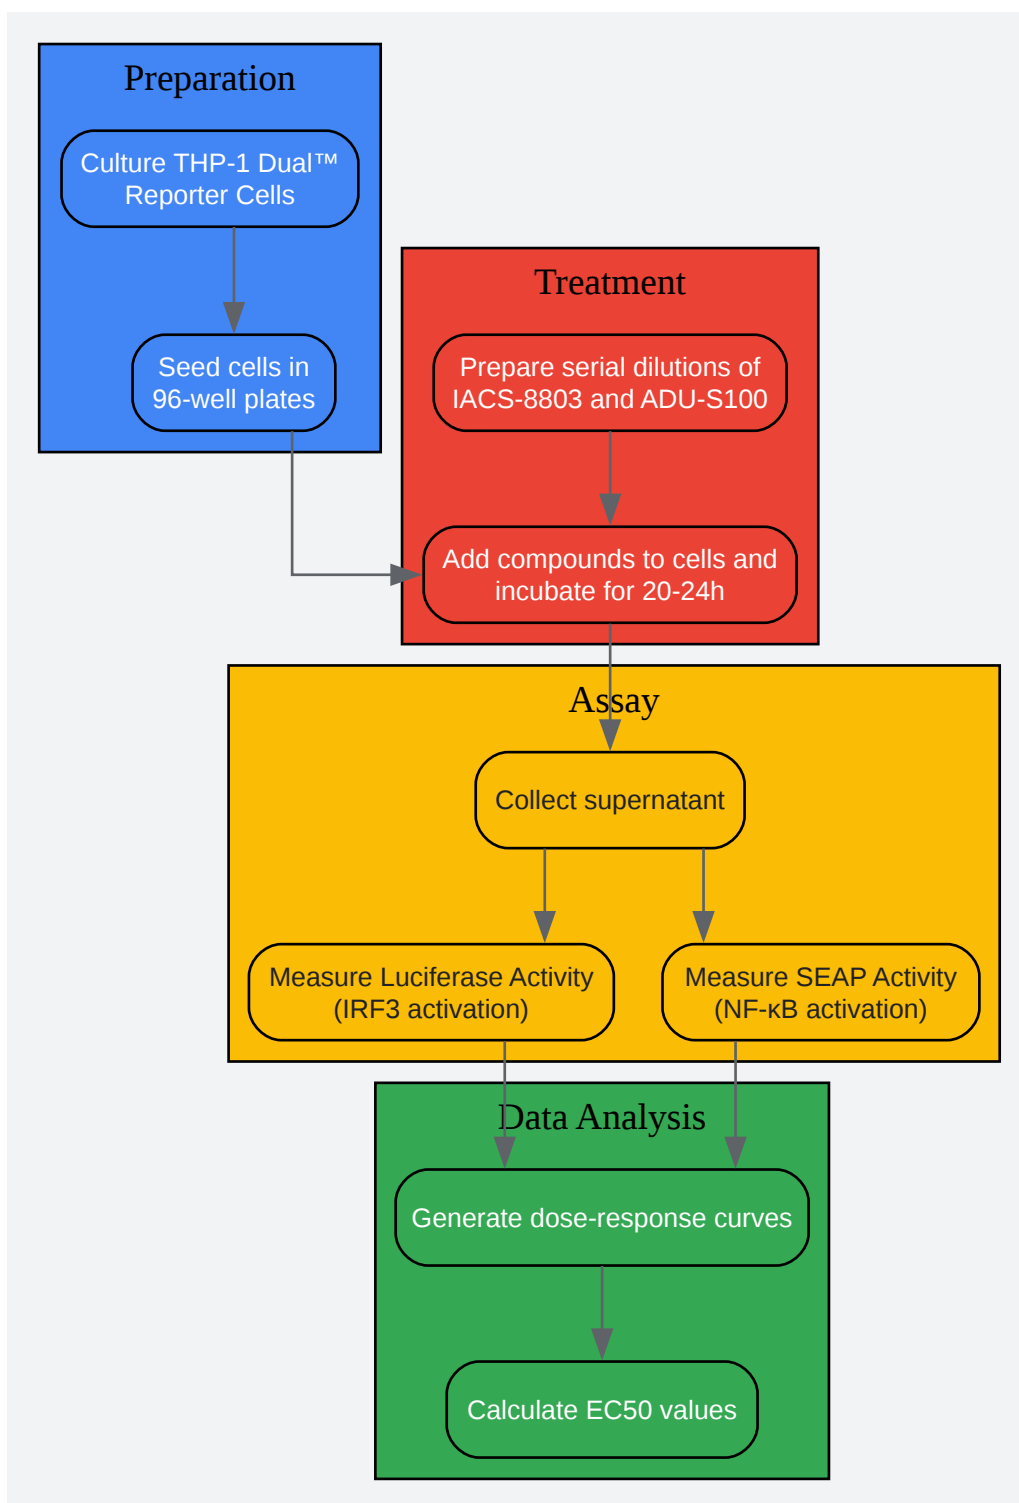 Preparation
Culture THP-1 Dual™
Reporter Cells
Seed cells in
96-well plates
Treatment
Prepare serial dilutions of
IACS-8803 and ADU-S100
Add compounds to cells and
incubate for 20-24h
Assay
Collect supernatant
Measure Luciferase Activity
(IRF3 activation)
Measure SEAP Activity
(NF-κB activation)
Data Analysis
Generate dose-response curves
Calculate EC50 values